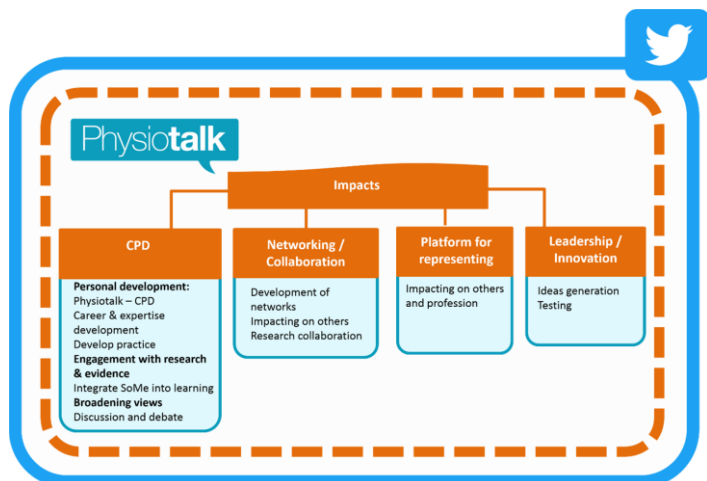 Physiotalk
Impacts
CPD
Personal development:
Physiotalk – CPD
Career & expertise
development
Develop practice
Engagement with research
& evidence
Integrate SoMe into learning
Broadening views
Discussion and debate
Networking /
Collaboration
Development of
networks
Impacting on others
Research collaboration
Platform for
representing
Impacting on others
and profession
Leadership /
Innovation
Ideas generation
Testing